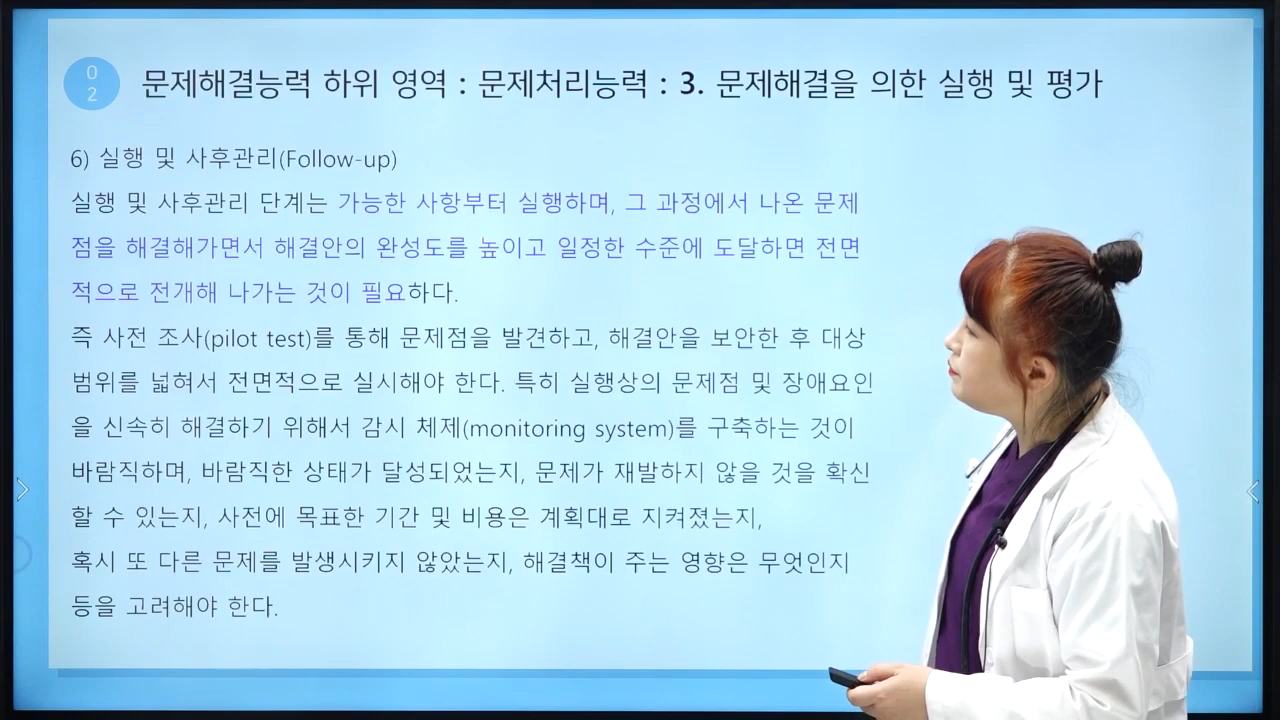 02
문제해결능력 하위 영역 : 문제처리능력 : 3. 문제해결을 의한 실행 및 평가
6) 실행 및 사후관리(Follow-up)
실행 및 사후관리 단계는 가능한 사항부터 실행하며, 그 과정에서 나온 문제
점을 해결해가면서 해결안의 완성도를 높이고 일정한 수준에 도달하면 전면
적으로 전개해 나가는 것이 필요하다.
즉 사전 조사(pilot test)를 통해 문제점을 발견하고, 해결안을 보안한 후 대상
범위를 넓혀서 전면적으로 실시해야 한다. 특히 실행상의 문제점 및 장애요인
을 신속히 해결하기 위해서 감시 체제(monitoring system)를 구축하는 것이
바람직하며, 바람직한 상태가 달성되었는지, 문제가 재발하지 않을 것을 확신
할 수 있는지, 사전에 목표한 기간 및 비용은 계획대로 지켜졌는지,
혹시 또 다른 문제를 발생시키지 않았는지, 해결책이 주는 영향은 무엇인지
등을 고려해야 한다.